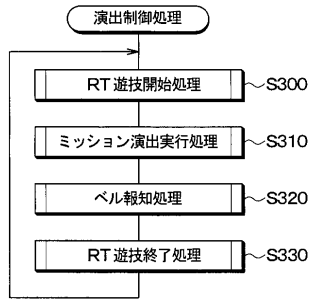 演出制御処理
RT遊技開始処理 S300
ミッション演出実行処理 S310
ベル報知処理 S320
RT遊技終了処理 S330